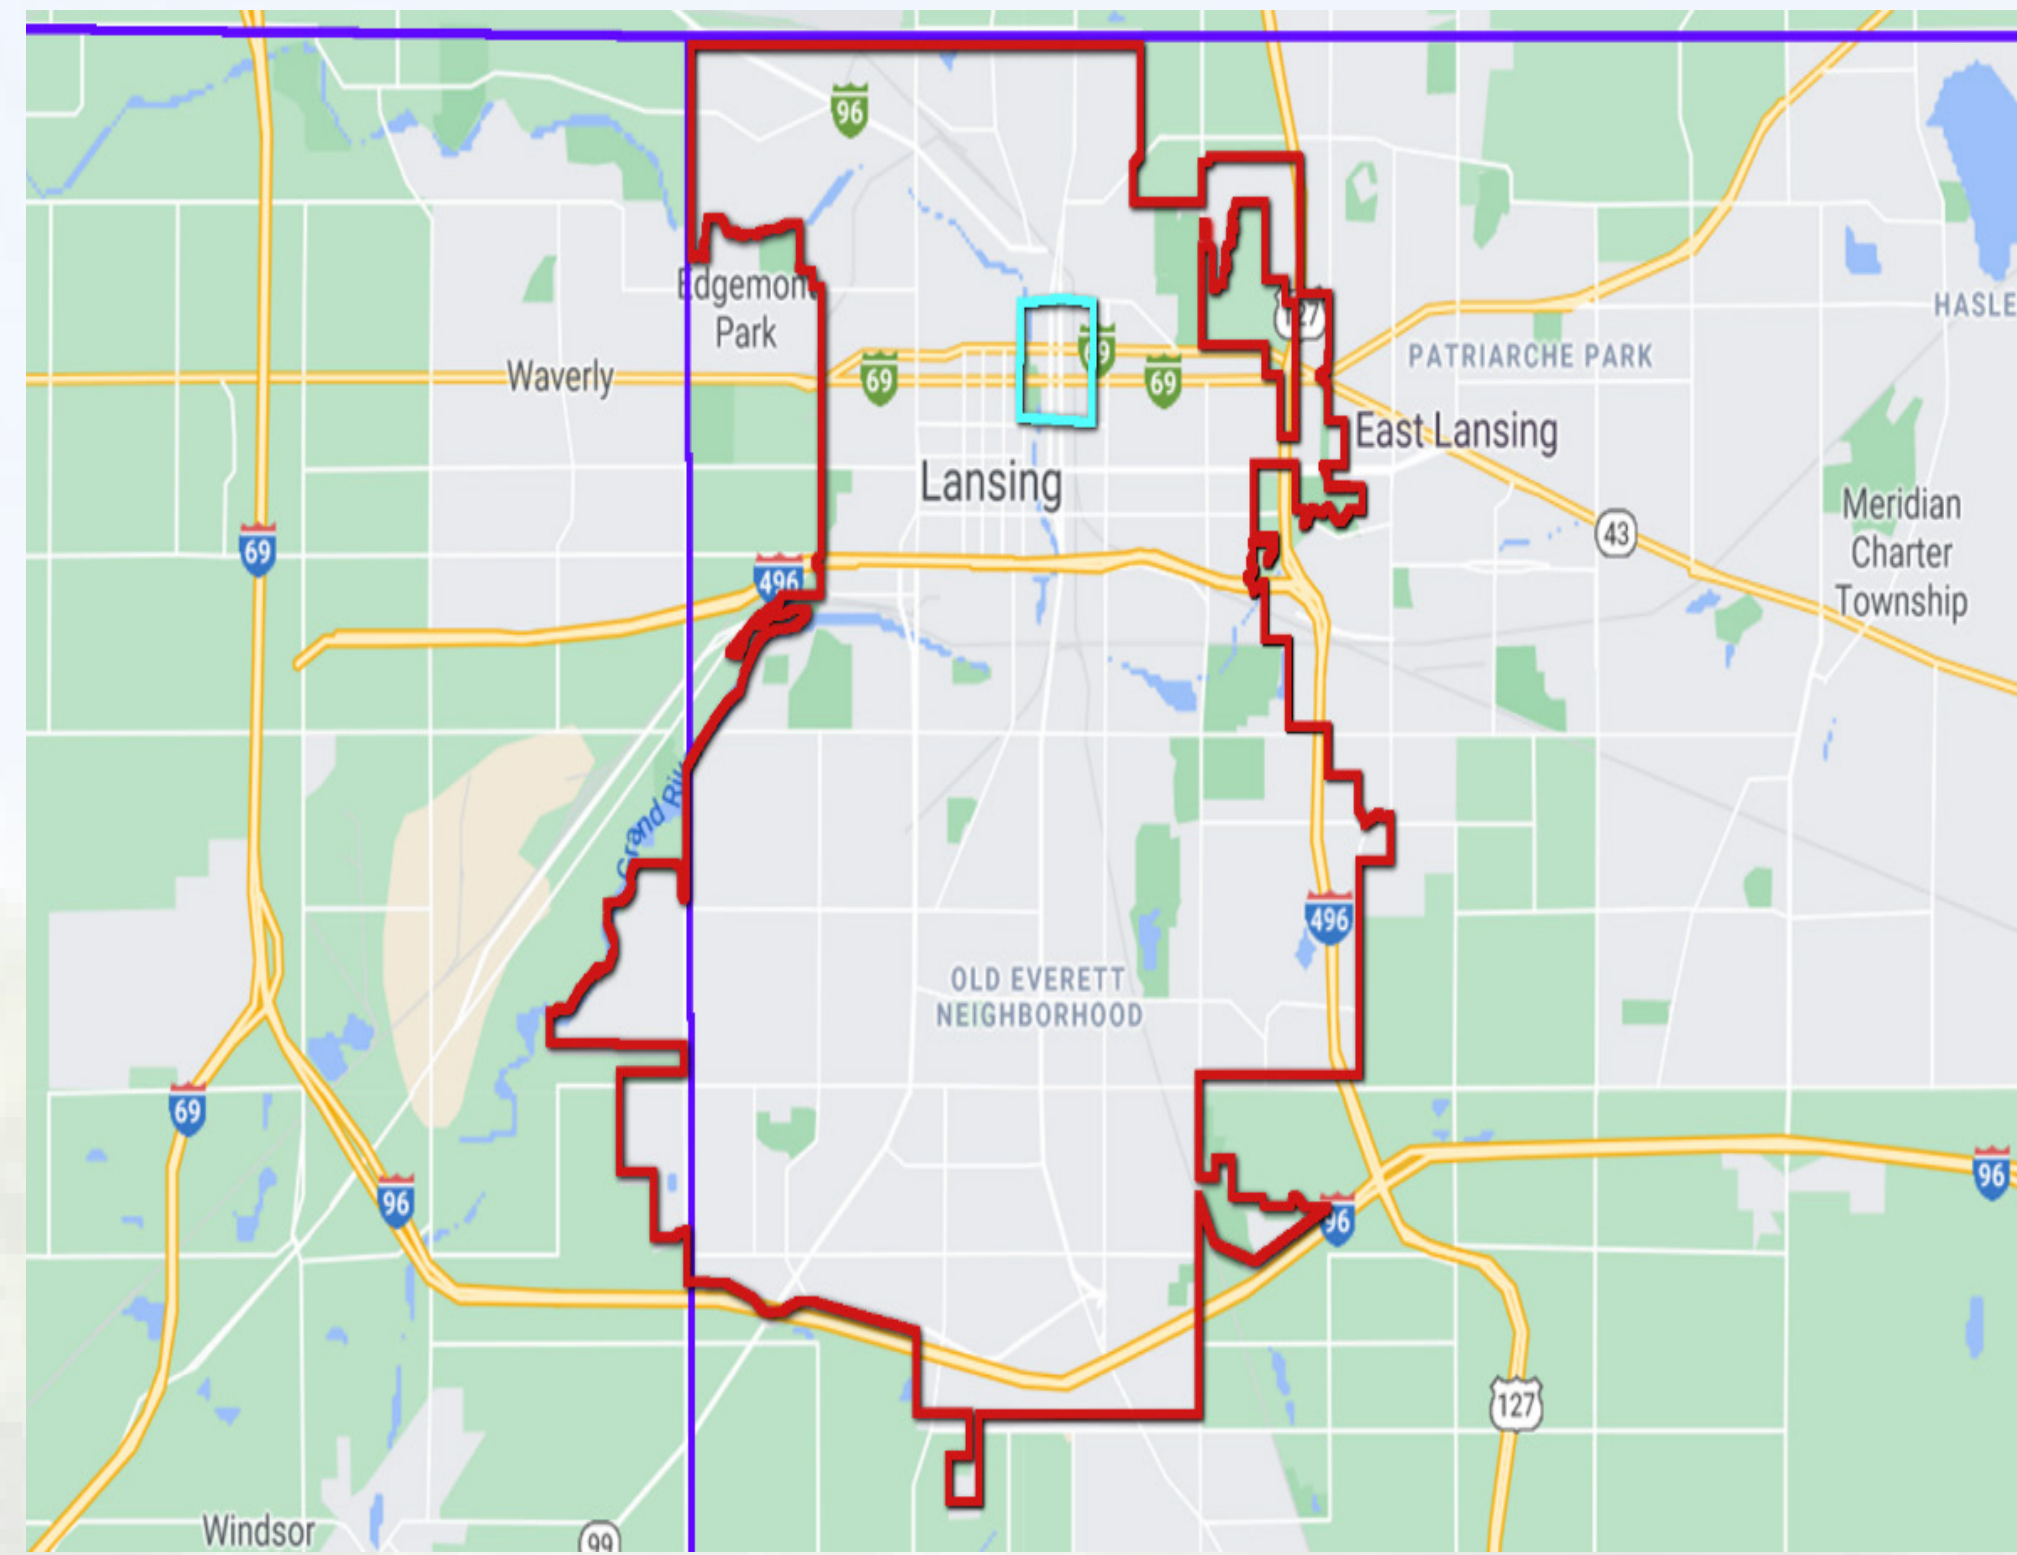 96
Edgemont
Park
127
HASLE
Waverly
69
69
69
PATRIARCHE PARK
East Lansing
Lansing
69
43
Meridian
Charter
Township
496
Grand Riv
496
OLD EVERETT
NEIGHBORHOOD
69
96
96
96
127
Windsor
99